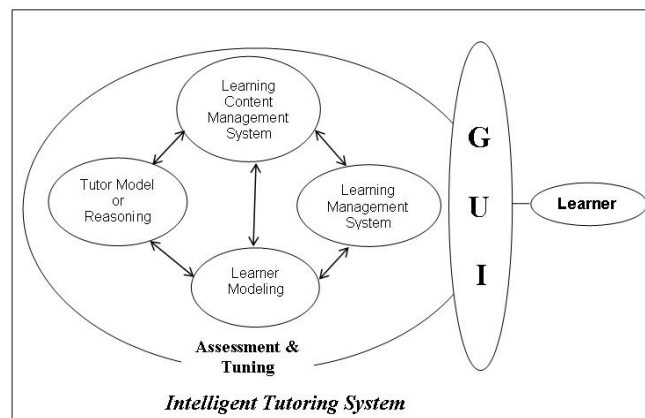 Learning
Content
Management
System
Tutor Model
or
Reasoning
Learning
Management
System
Learner
Modeling
Assessment &
Tuning
Intelligent Tutoring System
G
U
I
Learner